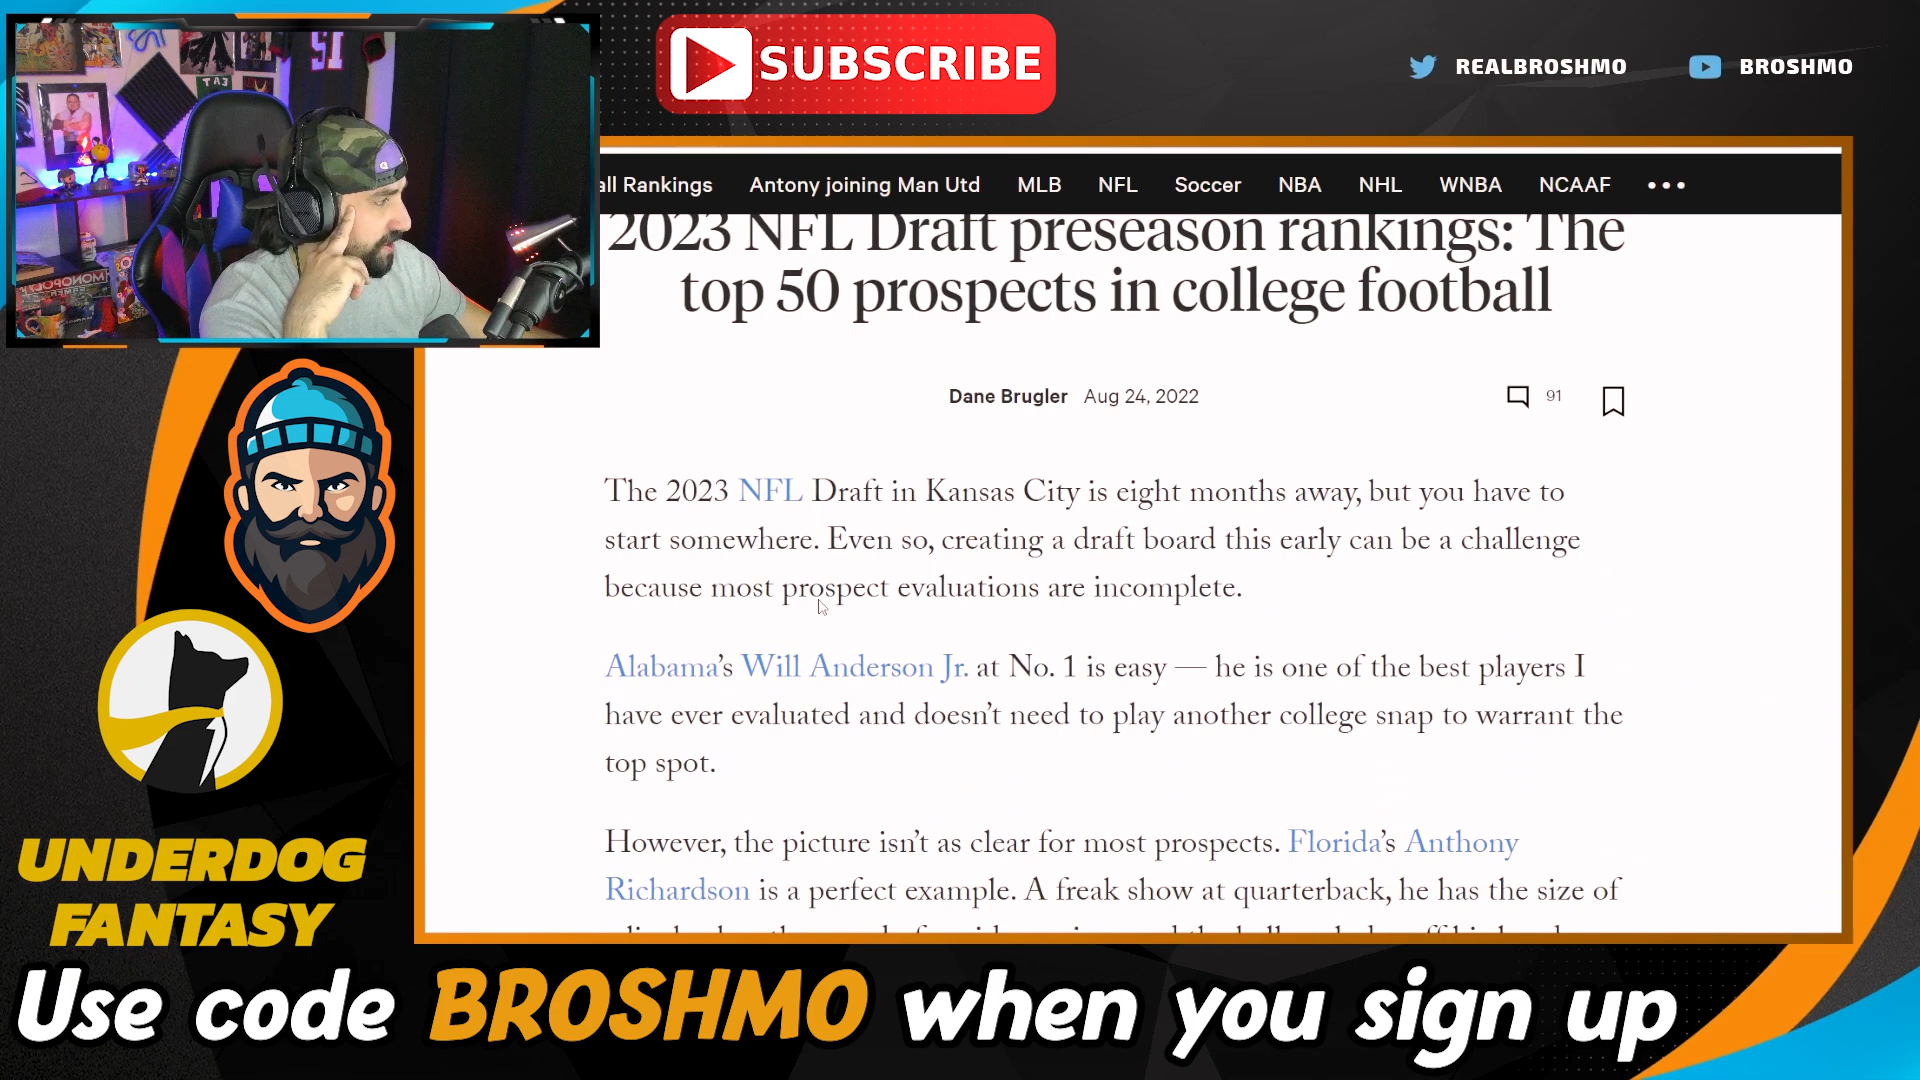 SUBSCRIBE
REALBROSHMO
BROSHMO
all Rankings Antony joining Man Utd MLB NFL Soccer NBA NHL WNBA NCAAF •••
2023 NFL Draft preseason rankings: The
top 50 prospects in college football
Dane Brugler Aug 24, 2022
91
The 2023 NFL Draft in Kansas City is eight months away, but you have to
start somewhere. Even so, creating a draft board this early can be a challenge
because most prospect evaluations are incomplete.
Alabama’s Will Anderson Jr. at No. 1 is easy — he is one of the best players I
have ever evaluated and doesn’t need to play another college snap to warrant the
top spot.
However, the picture isn’t as clear for most prospects. Florida’s Anthony
Richardson is a perfect example. A freak show at quarterback, he has the size of
UNDERDOG
FANTASY
Use code BROSHMO when you sign up